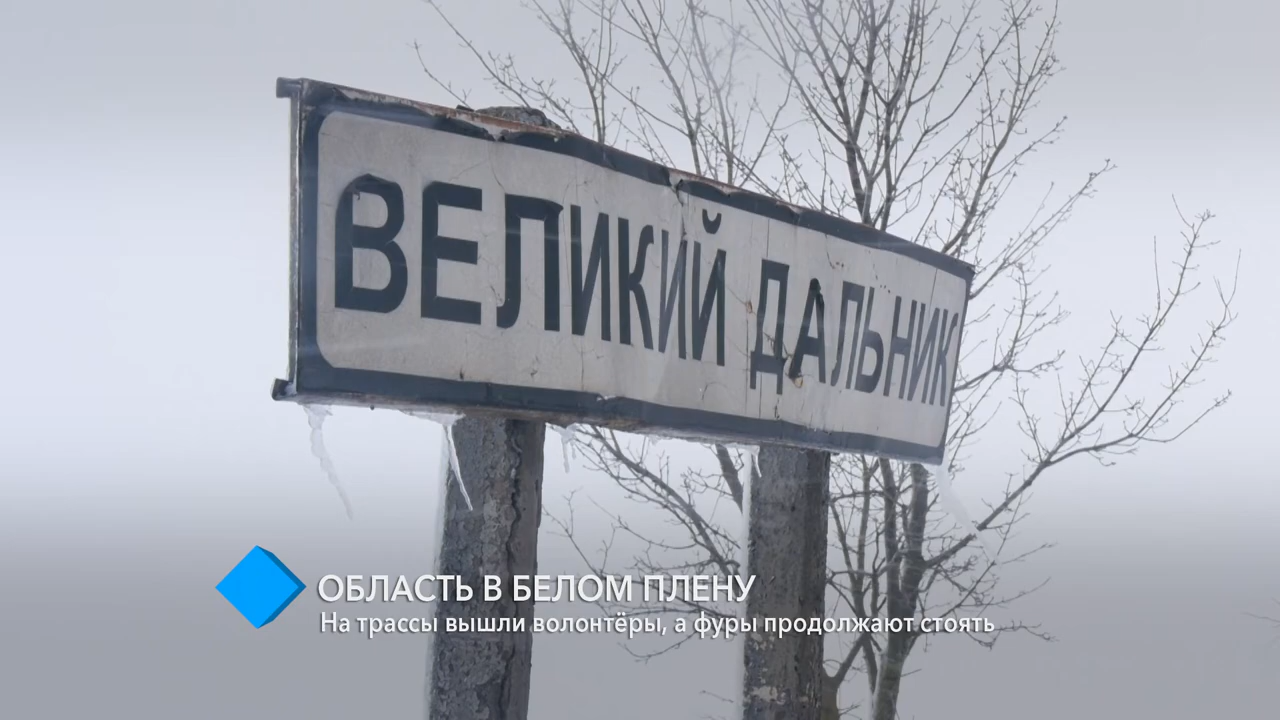 ВЕЛИКИЙ ДАЛЬНИК
ОБЛАСТЬ В БЕЛОМ ПЛЕНУ
На трассы вышли волонтёры, а фуры продолжают стоять